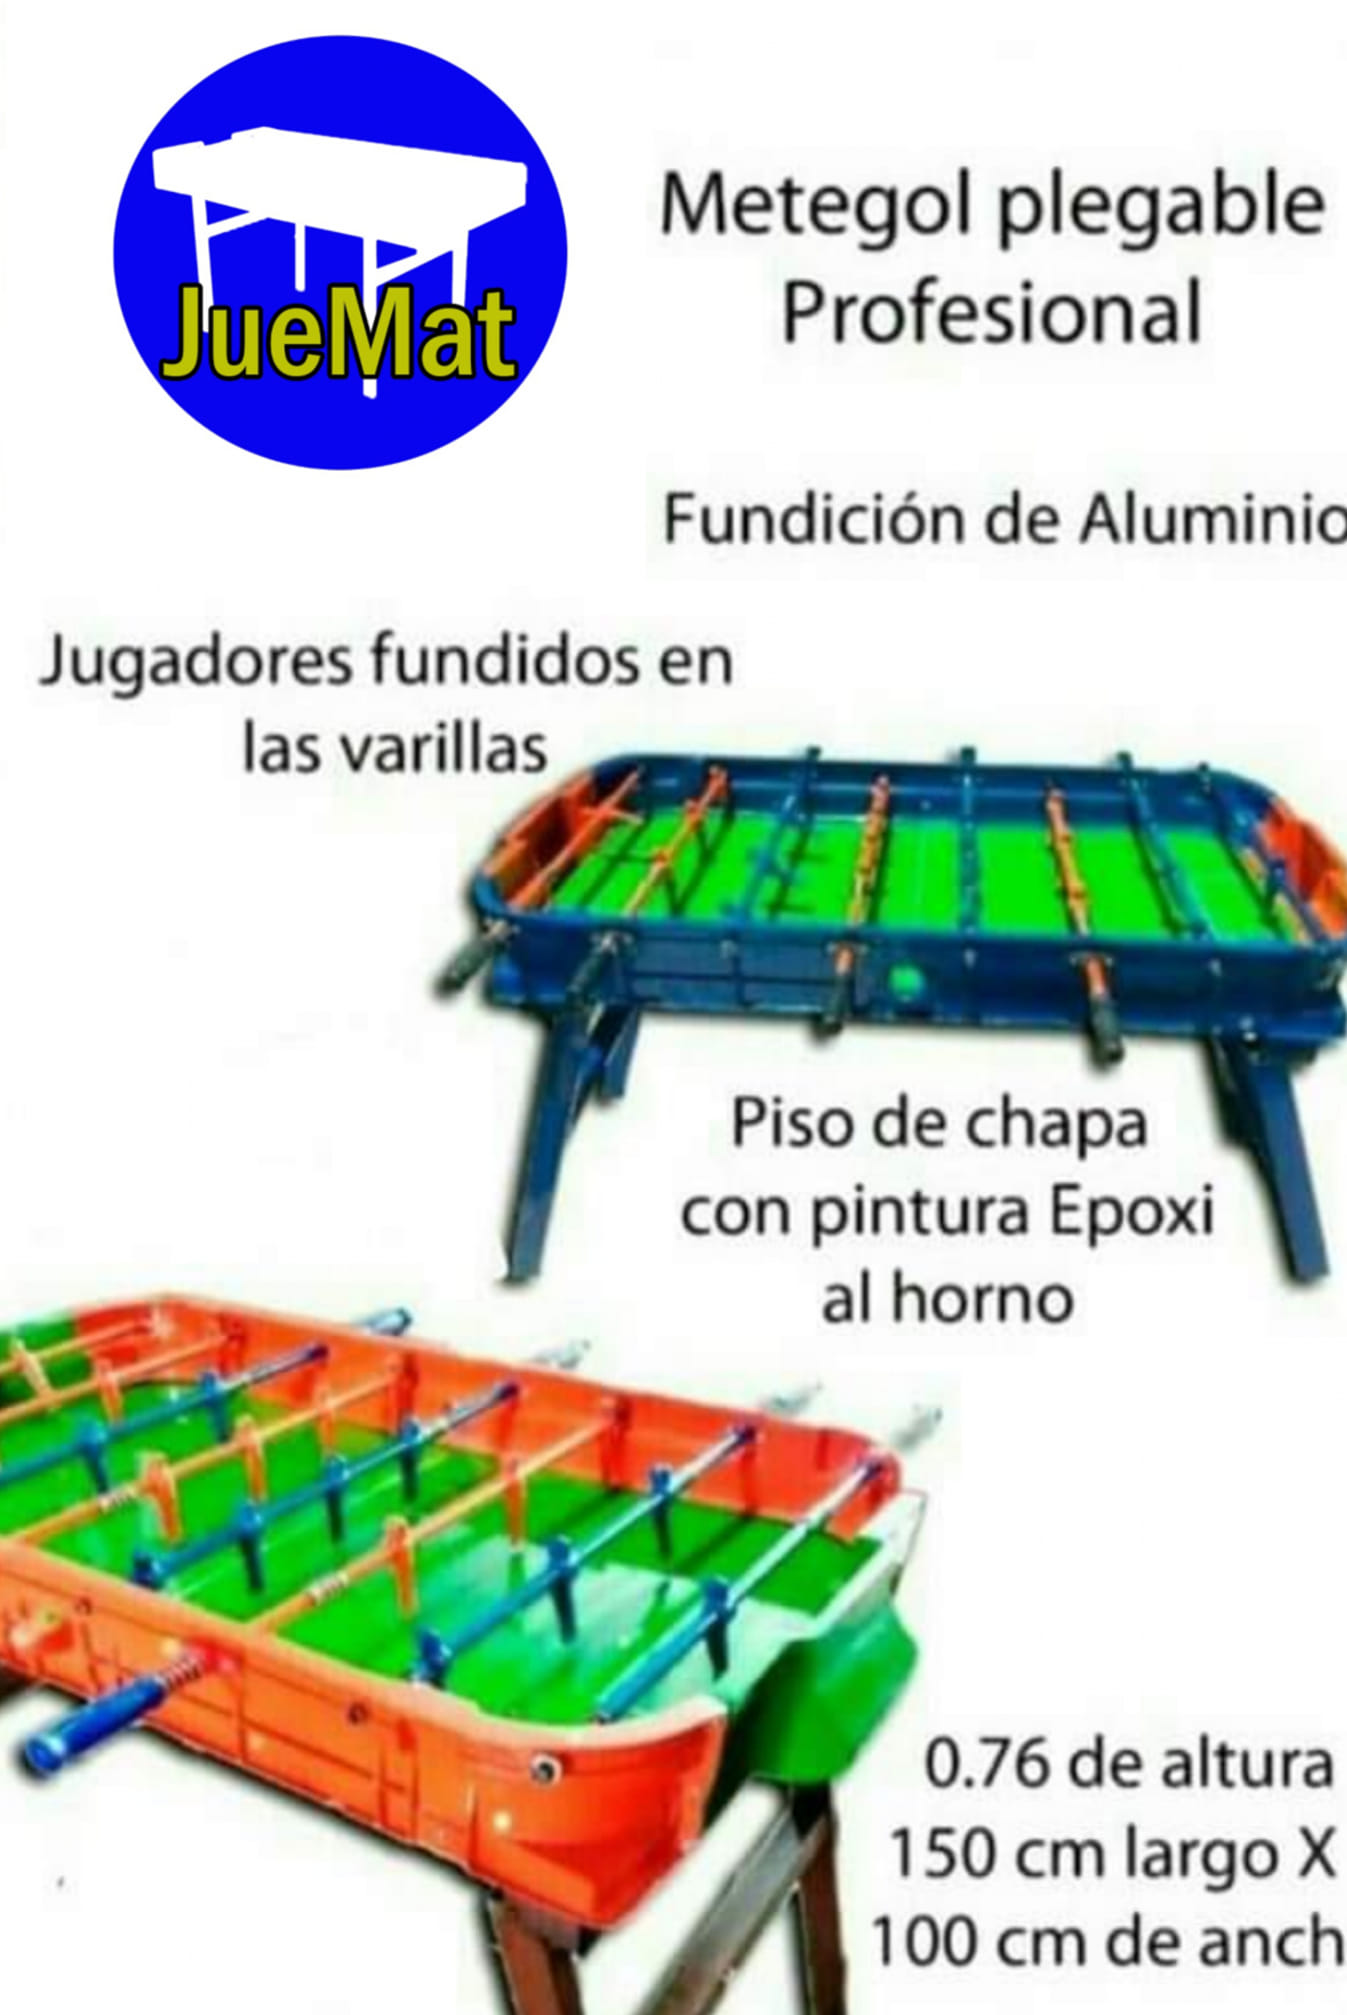 JueMat
Metegol plegable
Profesional
Fundición de Aluminio
Jugadores fundidos en
las varillas
Piso de chapa
con pintura Epoxi
al horno
0.76 de altura
150 cm largo X
100 cm de anch